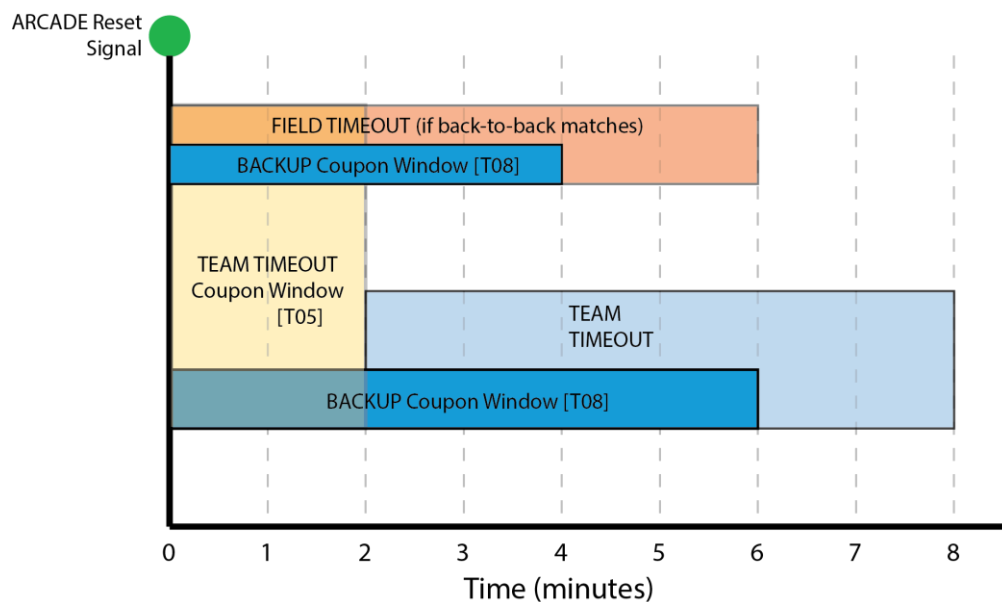 ARCADE Reset
Signal
FIELD TIMEOUT (if back-to-back matches)
BACKUP Coupon Window [T08]
TEAM TIMEOUT
Coupon Window
[T05]
TEAM
TIMEOUT
BACKUP Coupon Window [T08]
0 1 2 3 4 5 6 7 8
Time (minutes)